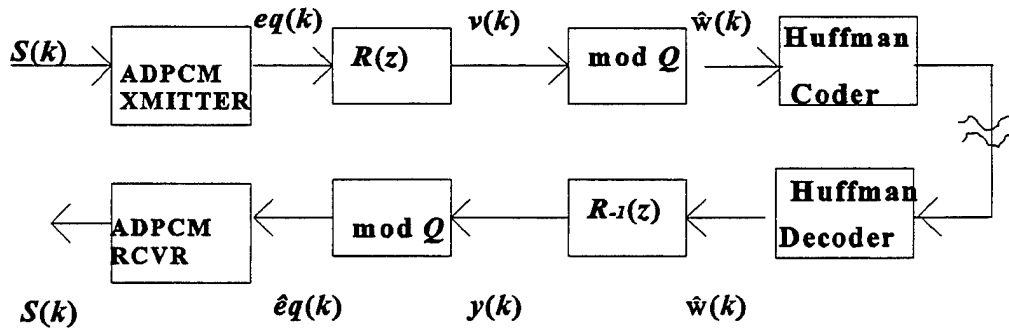 S(k)
eq(k)
v(k)
ŵ(k)
ADPCM
XMITTER
R(z)
mod Q
Huffman
Coder
ADPCM
RCVR
mod Q
R-1(z)
Huffman
Decoder
S(k)
êq(k)
y(k)
ŵ(k)